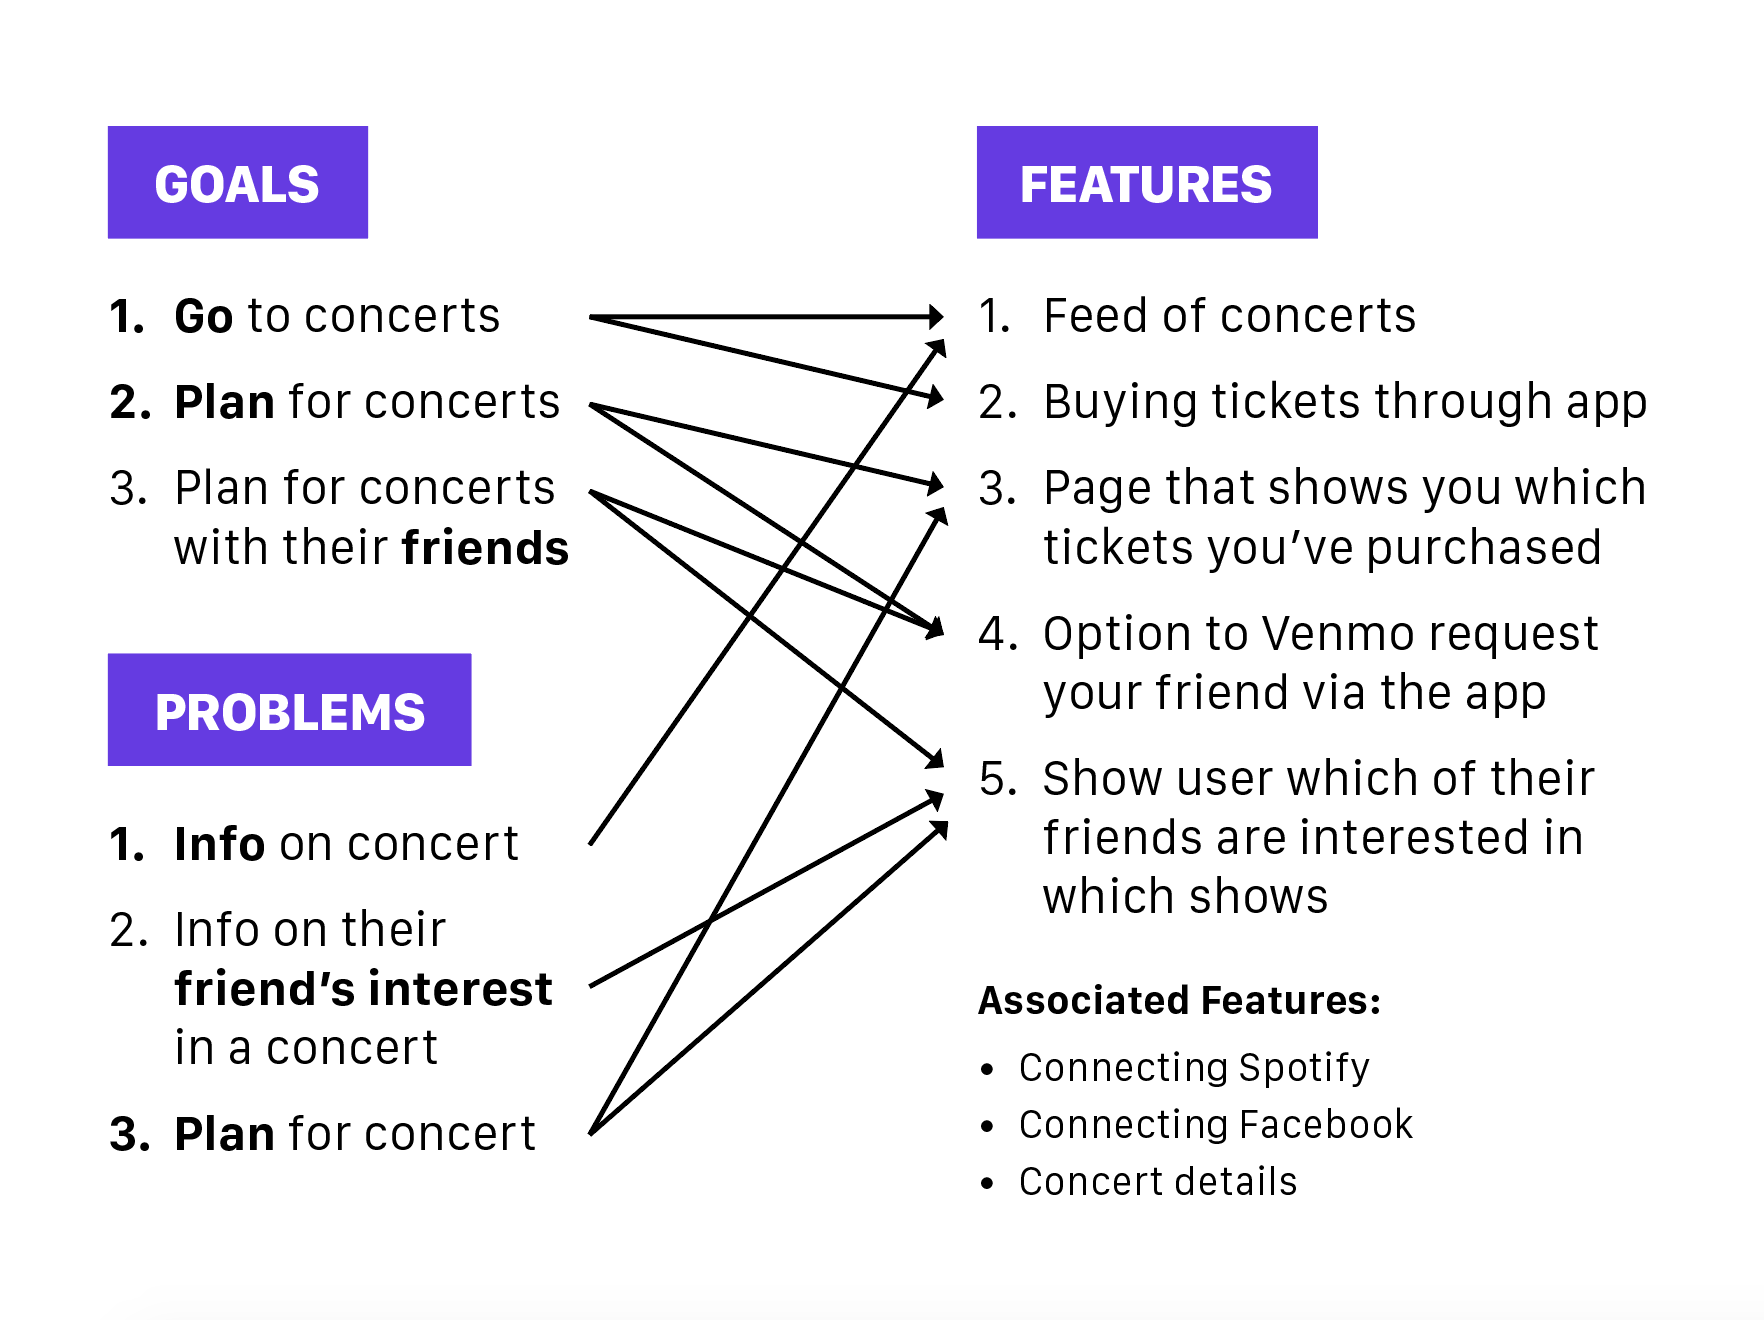 GOALS
1. Go to concerts
2. Plan for concerts
3. Plan for concerts
with their friends
PROBLEMS
1. Info on concert
2. Info on their
friend’s interest
in a concert
3. Plan for concert
FEATURES
1. Feed of concerts
2. Buying tickets through app
3. Page that shows you which
tickets you’ve purchased
4. Option to Venmo request
your friend via the app
5. Show user which of their
friends are interested in
which shows
Associated Features:
• Connecting Spotify
• Connecting Facebook
• Concert details